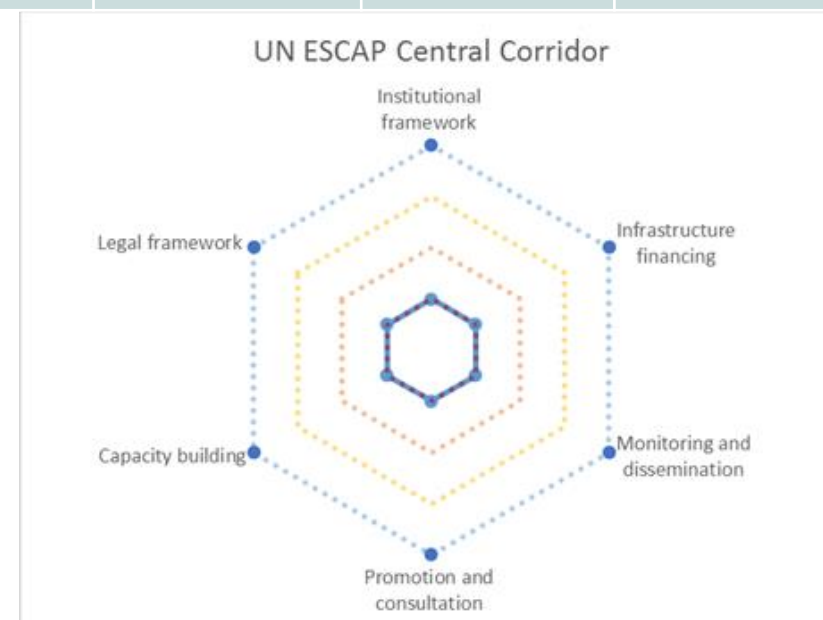 UN ESCAP Central Corridor
Institutional
framework
Legal framework
Infrastructure
financing
Capacity building
Monitoring and
dissemination
Promotion and
consultation